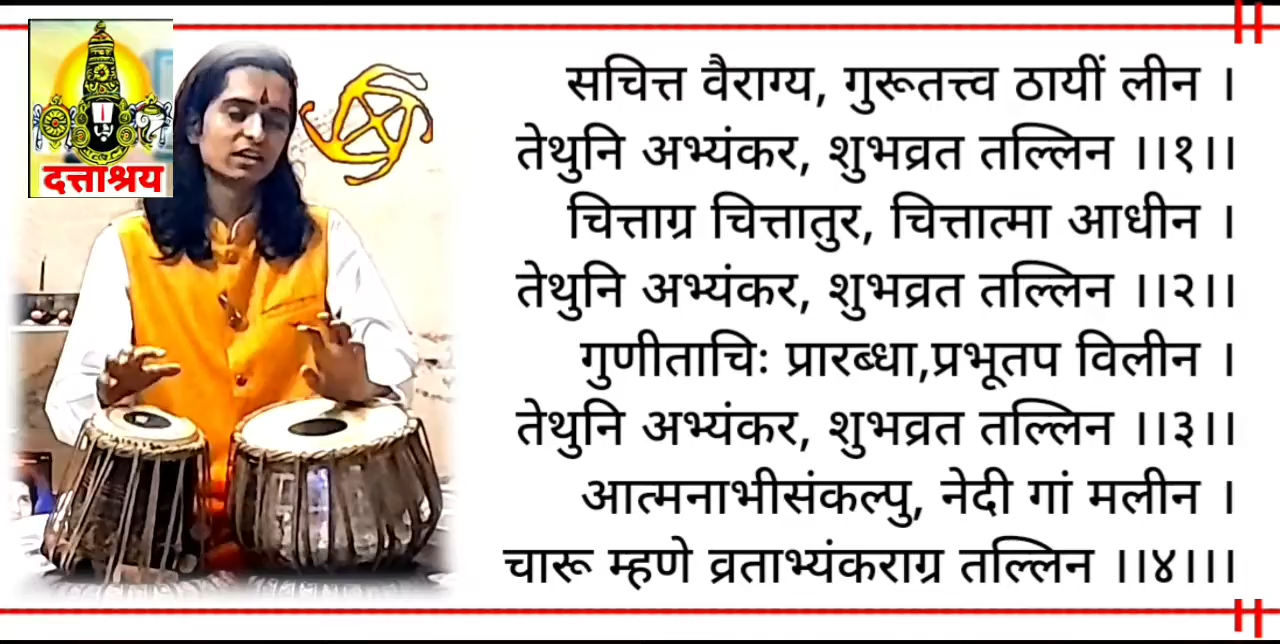 दत्ताश्रय
सचित्त वैराग्य, गुरूतत्त्व ठायीं लीन ।
तेथुनि अभ्यंकर, शुभव्रत तल्लिन ।।१।।
चित्ताग्र चित्तातुर, चित्तात्मा आधीन ।
तेथुनि अभ्यंकर, शुभव्रत तल्लिन ।।२।।
गुणीताचिः प्रारब्धा,प्रभूतप विलीन ।
तेथुनि अभ्यंकर, शुभव्रत तल्लिन ।।३।।
आत्मनाभीसंकल्पु, नेदी गां मलीन ।
चारू म्हणे व्रताभ्यंकराग्र तल्लिन ।।४।।।